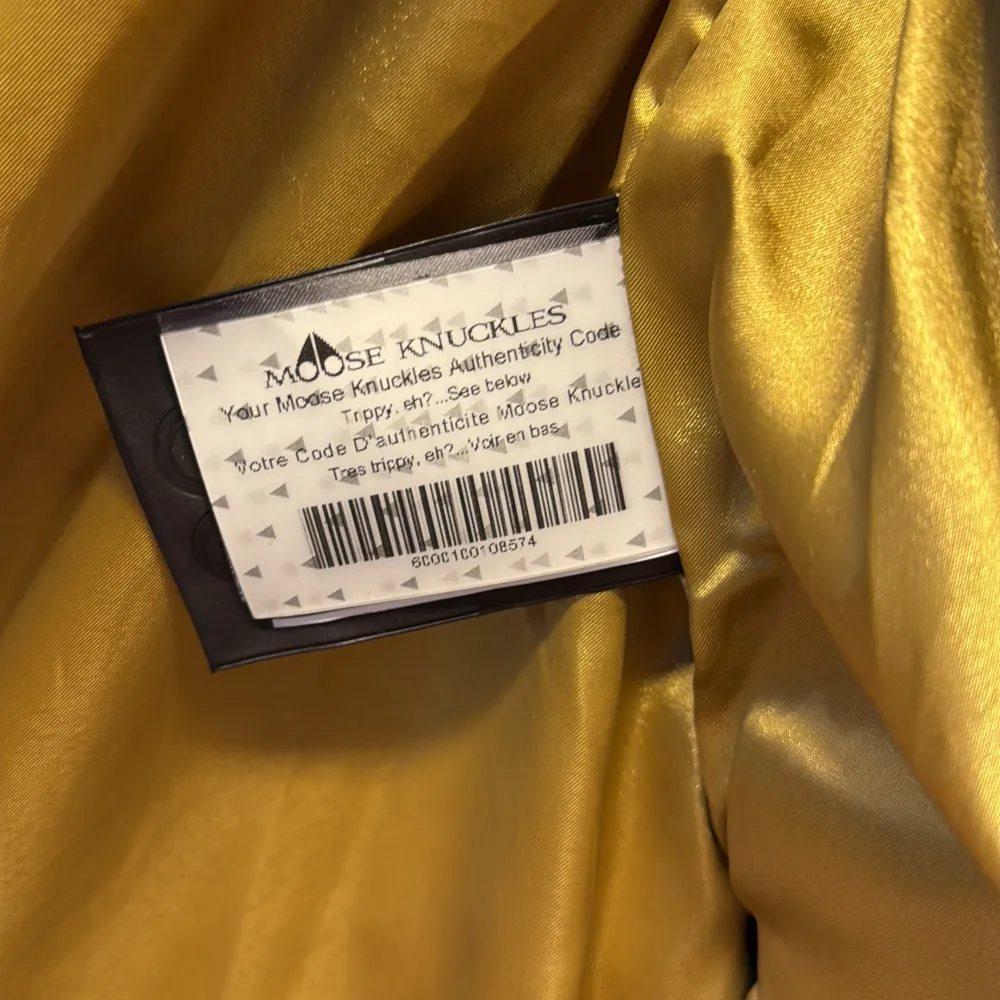 MOOSE KNUCKLES
Your Moose Knuckles Authenticity Code
Trippy, eh?...See below
Votre Code D'authenticite Moose Knuckle
Tres trippy, eh?...Voir en bas
6000100108574